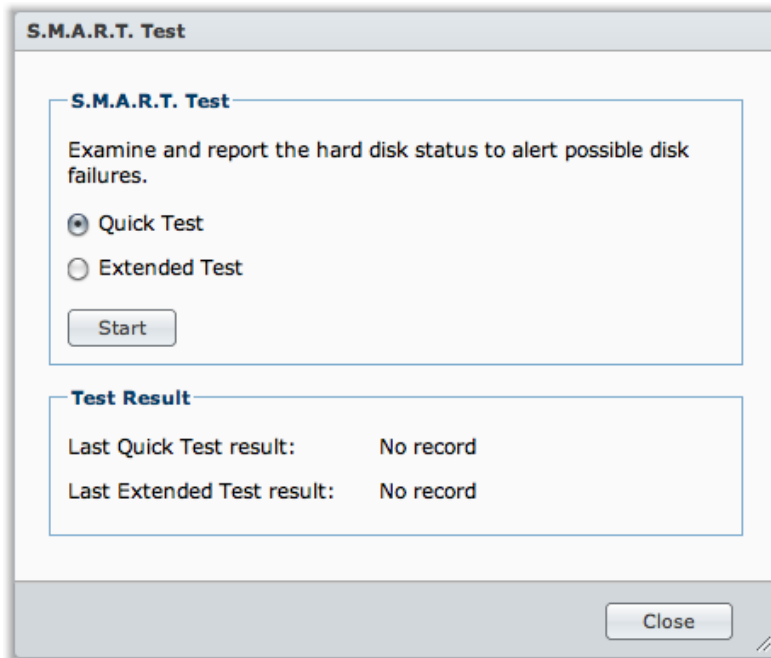 S.M.A.R.T. Test
S.M.A.R.T. Test
Examine and report the hard disk status to alert possible disk
failures.
Quick Test
Extended Test
Start
Test Result
Last Quick Test result: No record
Last Extended Test result: No record
Close